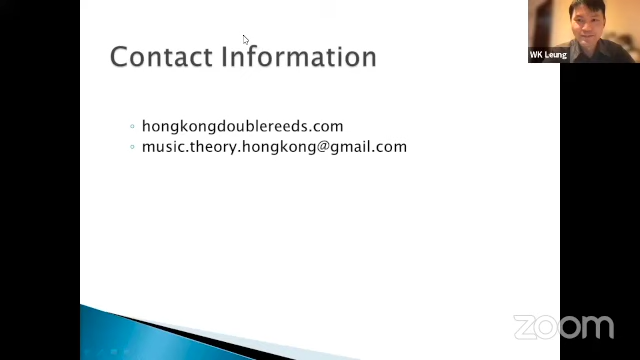 Contact Information
hongkongdoublereeds.com
music.theory.hongkong@gmail.com
WK Leung
zoom